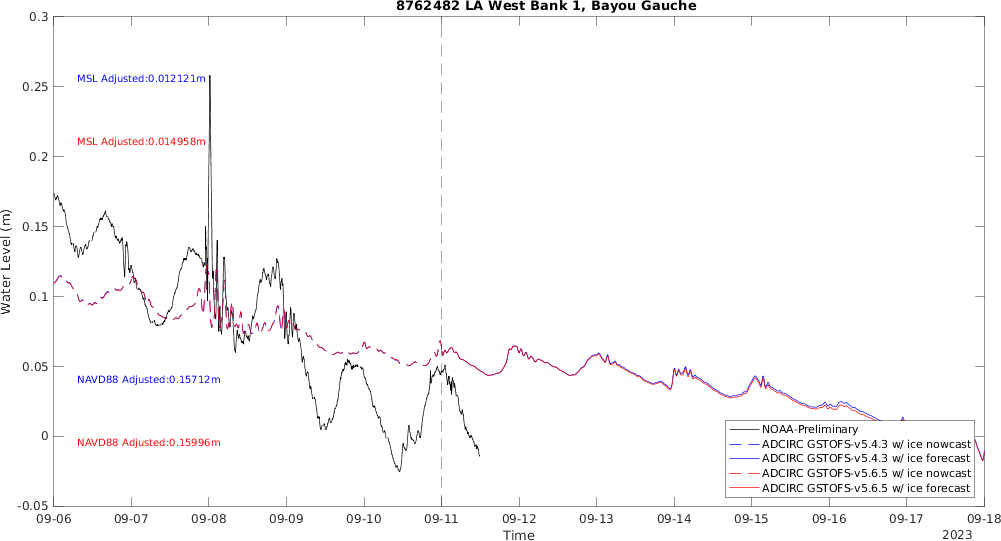 8762482 LA West Bank 1, Bayou Gauche
0.3
0.25
0.2
0.15
0.1
0.05
0
-0.05
Water Level (m)
MSL Adjusted:0.012121m
MSL Adjusted:0.014958m
NAVD88 Adjusted:0.15712m
NAVD88 Adjusted:0.15996m
NOAA-Preliminary
ADCIRC GSTOFS-v5.4.3 w/ ice nowcast
ADCIRC GSTOFS-v5.4.3 w/ ice forecast
ADCIRC GSTOFS-v5.6.5 w/ ice nowcast
ADCIRC GSTOFS-v5.6.5 w/ ice forecast
09-06 09-07 09-08 09-09 09-10 09-11 09-12 09-13 09-14 09-15 09-16 09-17 09-18
Time
2023